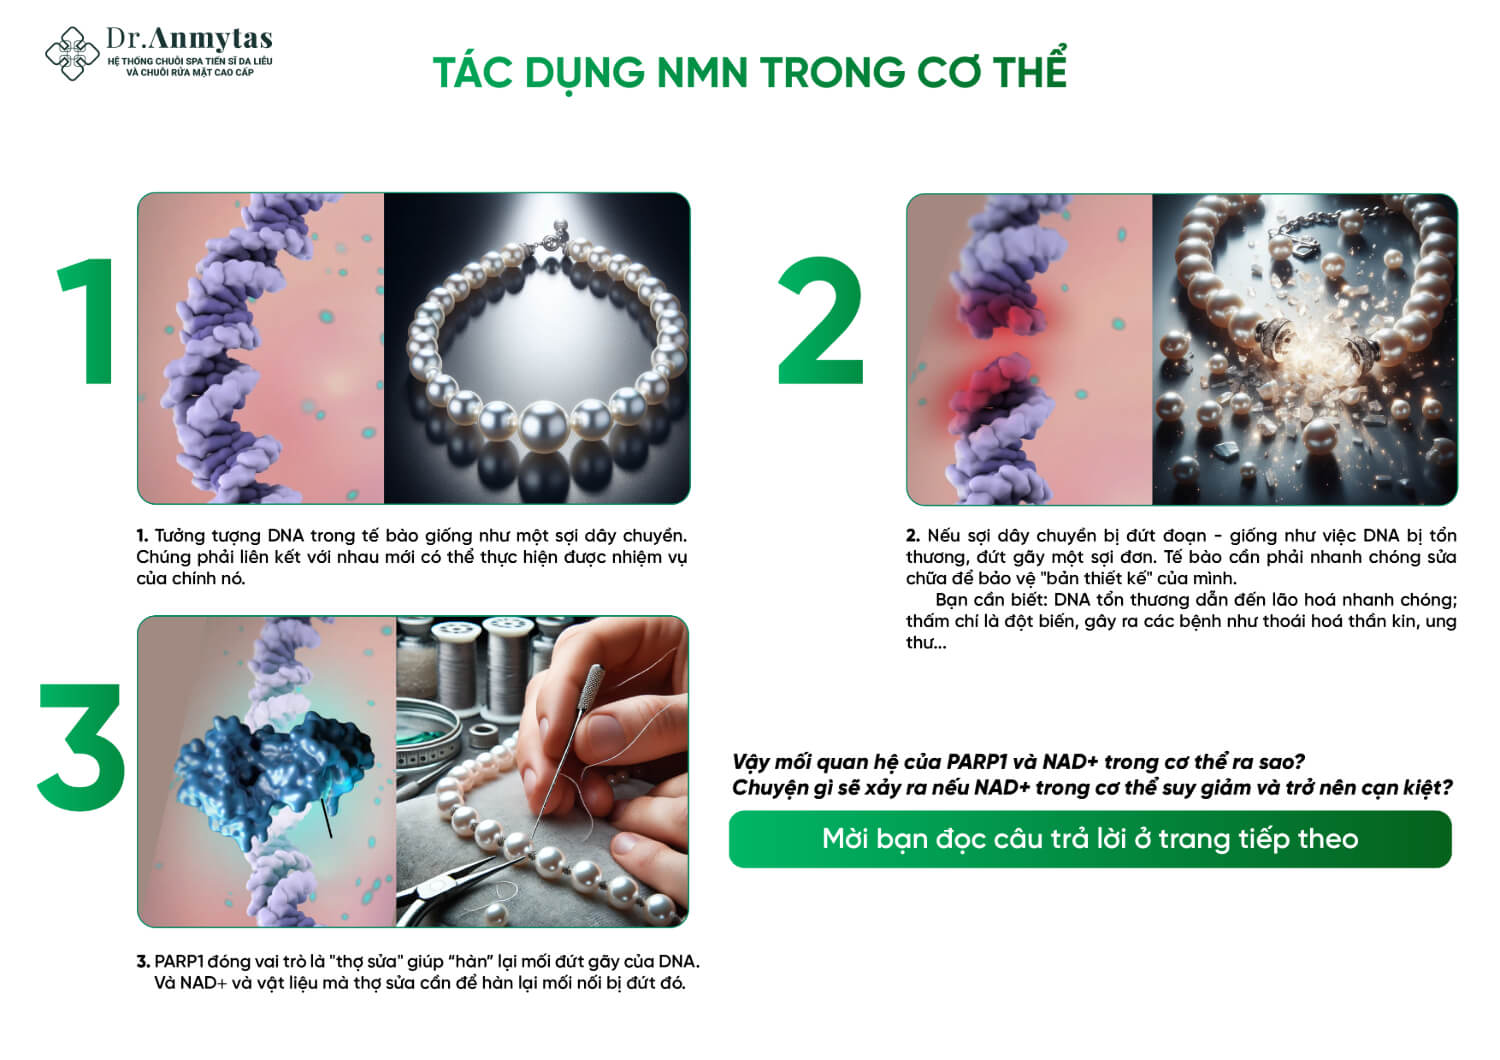 Dr.Anmytas
HỆ THỐNG CHUỖI SPA TIẾN SĨ DA LIỄU
VÀ CHUỖI RỬA MẶT CAO CẤP
TÁC DỤNG NMN TRONG CƠ THỂ
1
2
1. Tưởng tượng DNA trong tế bào giống như một sợi dây chuyền.
Chúng phải liên kết với nhau mới có thể thực hiện được nhiệm vụ
của chính nó.
2. Nếu sợi dây chuyền bị đứt đoạn - giống như việc DNA bị tổn
thương, đứt gãy một sợi đơn. Tế bào cần phải nhanh chóng sửa
chữa để bảo vệ "bản thiết kế" của mình.
Bạn cần biết: DNA tổn thương dẫn đến lão hoá nhanh chóng;
thấm chí là đột biến, gây ra các bệnh như thoái hoá thần kin, ung
thư...
3
Vậy mối quan hệ của PARP1 và NAD+ trong cơ thể ra sao?
Chuyện gì sẽ xảy ra nếu NAD+ trong cơ thể suy giảm và trở nên cạn kiệt?
Mời bạn đọc câu trả lời ở trang tiếp theo
3. PARP1 đóng vai trò là "thợ sửa" giúp “hàn” lại mối đứt gãy của DNA.
Và NAD+ và vật liệu mà thợ sửa cần để hàn lại mối nối bị đứt đó.